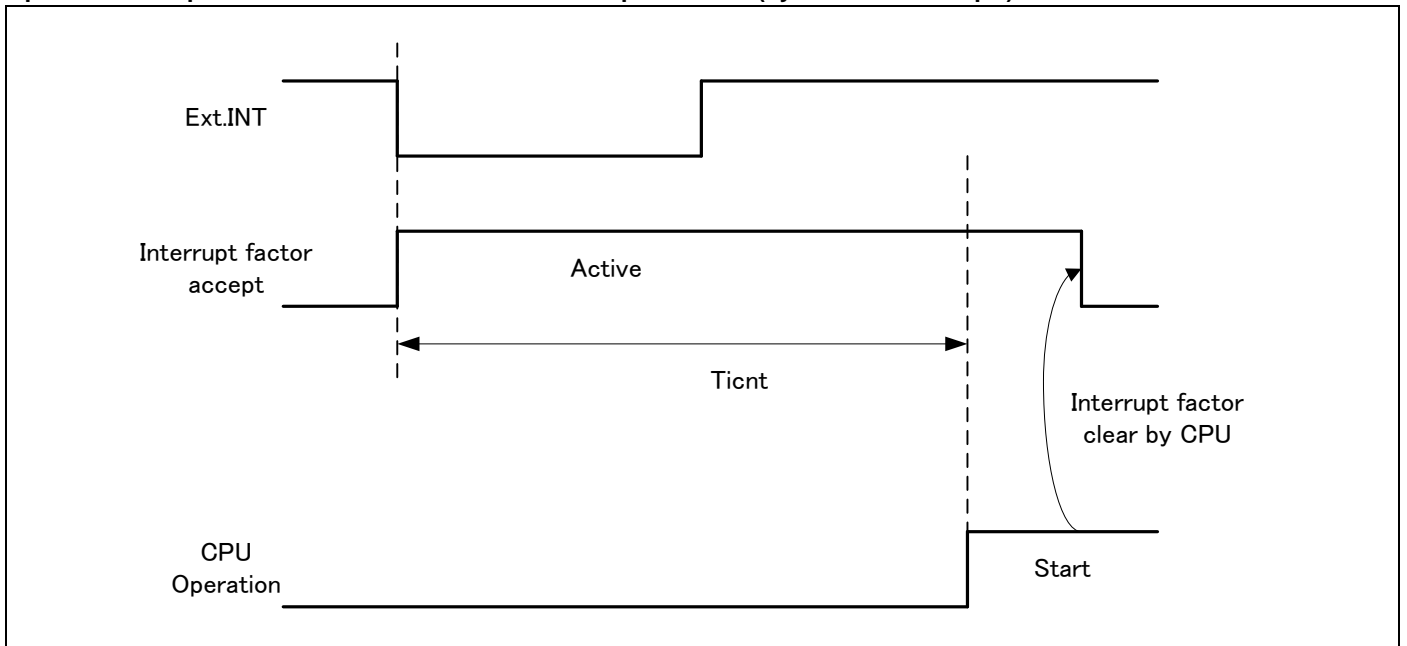 Ext.INT
Interrupt factor
accept
Active
Ticnt
Interrupt factor
clear by CPU
CPU
Operation
Start